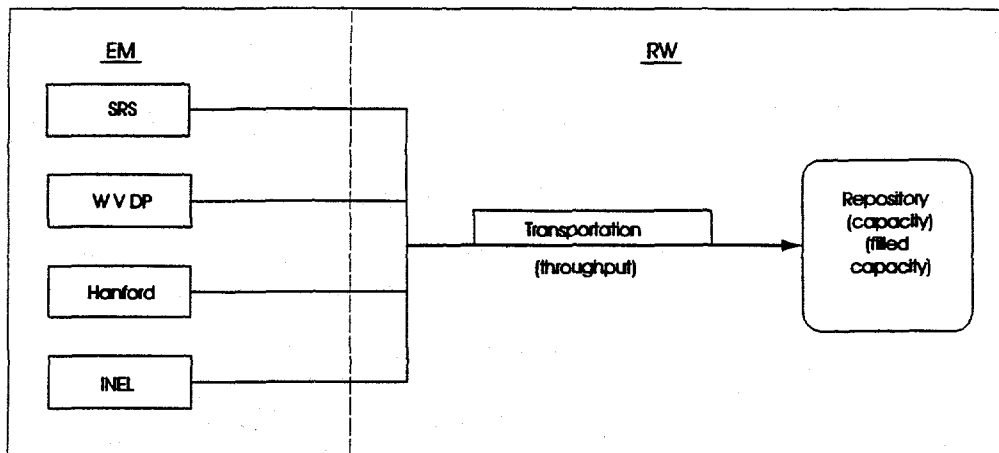 EM
RW
SRS
W V DP
Hanford
INEL
Transportation
(throughput)
Repository
(capacity)
(filled
capacity)